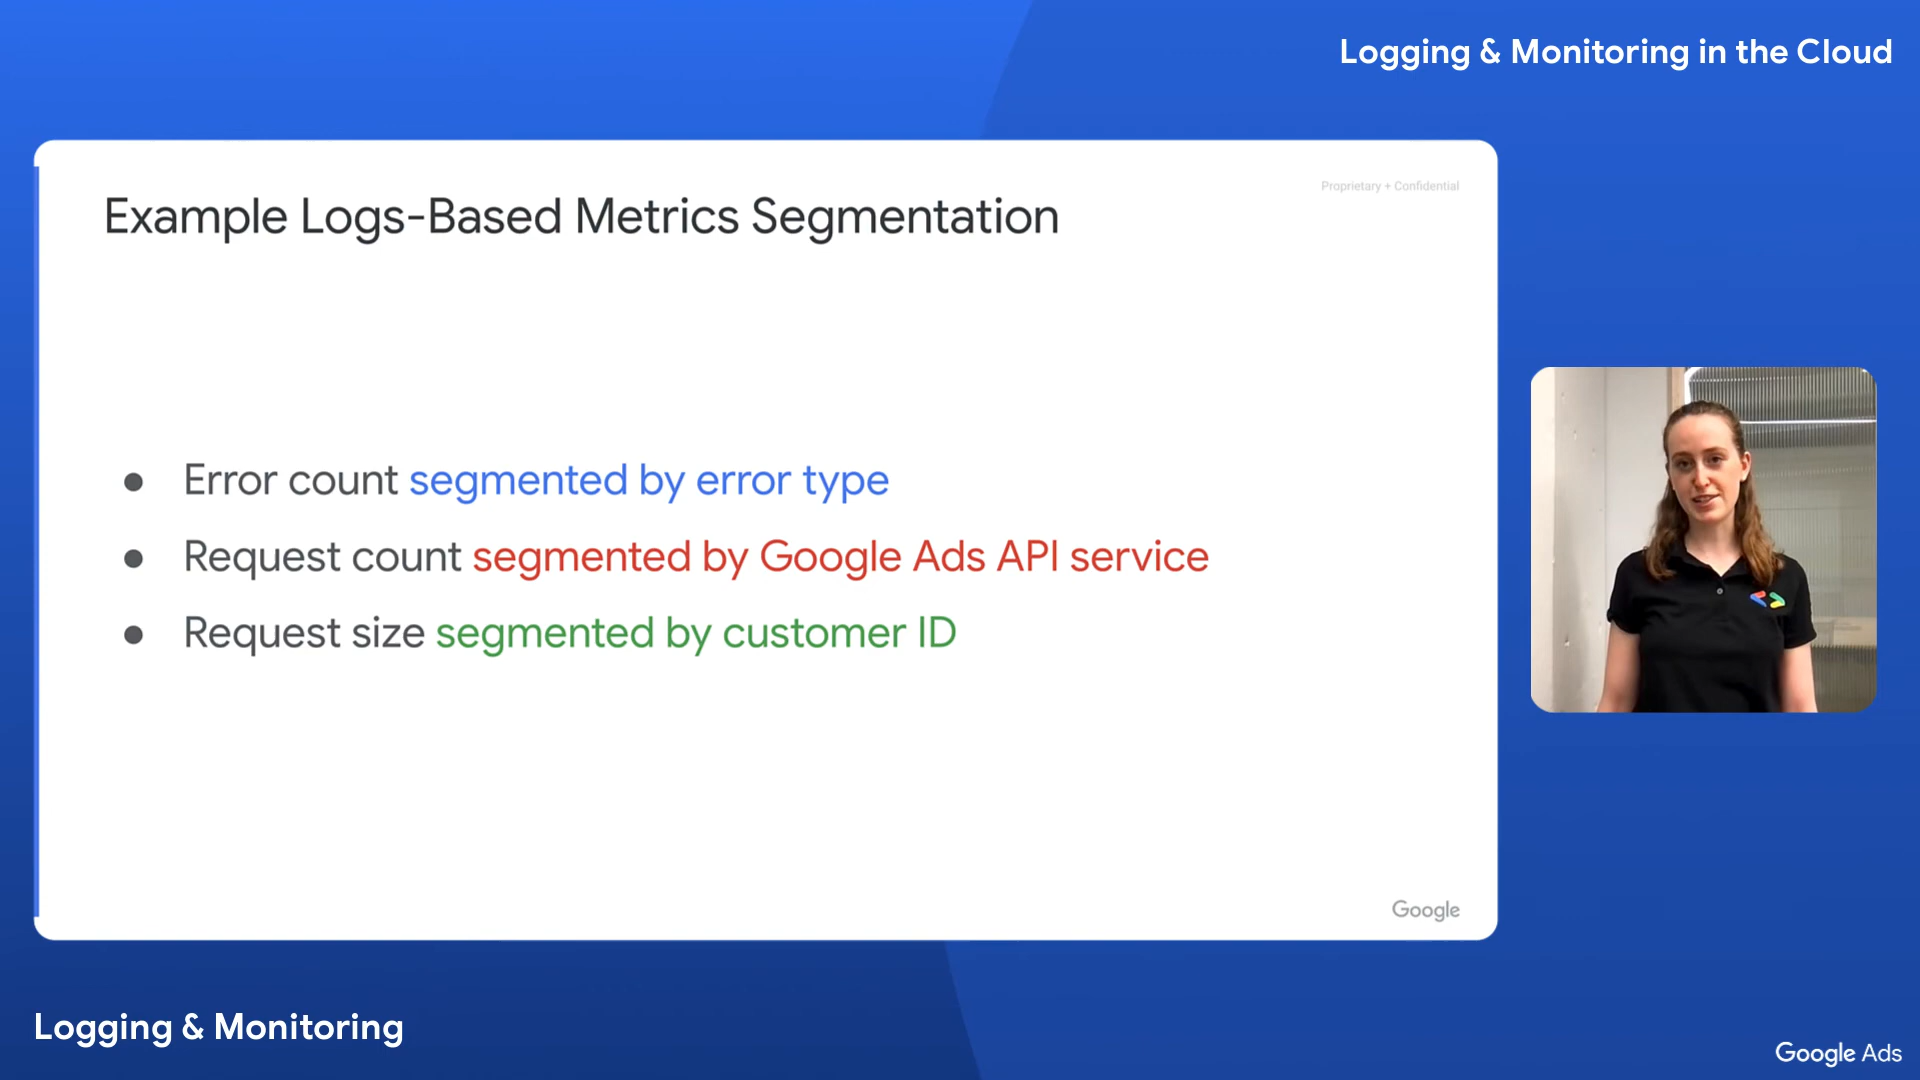 Logging & Monitoring in the Cloud
Proprietary + Confidential
Example Logs-Based Metrics Segmentation
● Error count segmented by error type
● Request count segmented by Google Ads API service
● Request size segmented by customer ID
Google
Logging & Monitoring
Google Ads